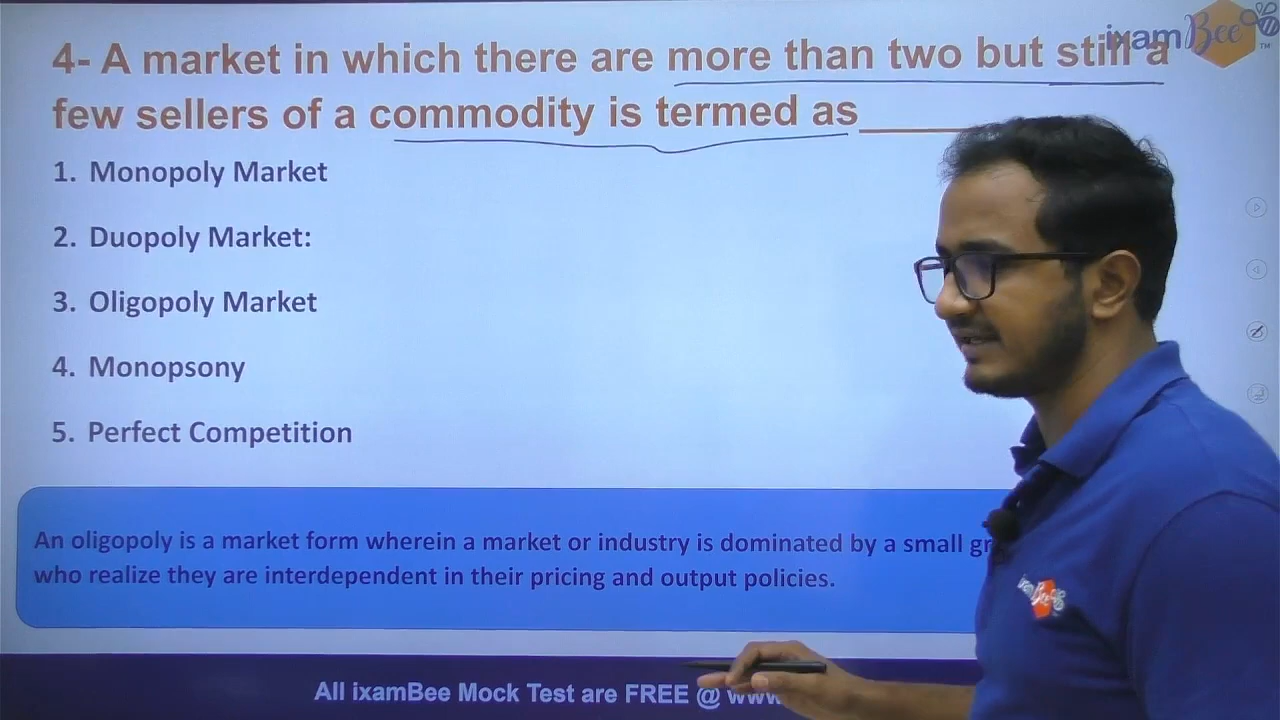 ixamBee
TM
4- A market in which there are more than two but still a
few sellers of a commodity is termed as______
1. Monopoly Market
2. Duopoly Market:
3. Oligopoly Market
4. Monopsony
5. Perfect Competition
An oligopoly is a market form wherein a market or industry is dominated by a small
who realize they are interdependent in their pricing and output policies.
ixamBee
All ixamBee Mock Test are FREE @ www